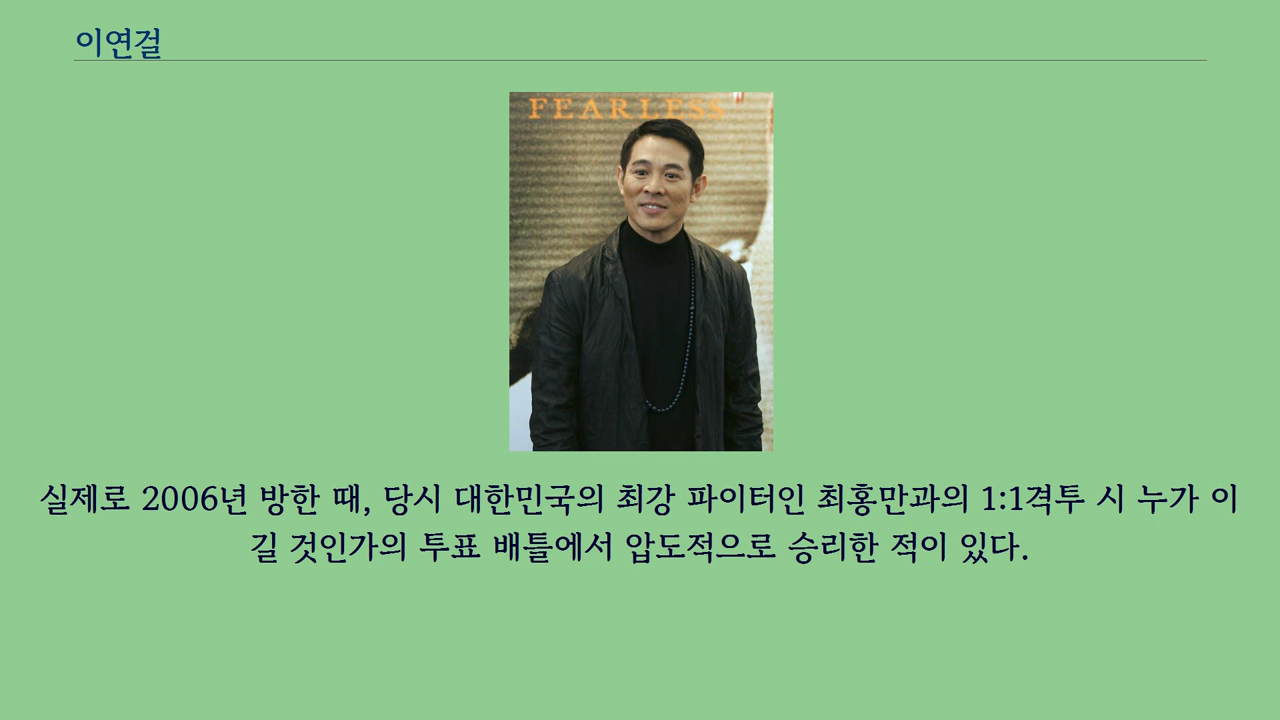 이연걸
FEARLESS
실제로 2006년 방한 때, 당시 대한민국의 최강 파이터인 최홍만과의 1:1격투 시 누가 이
길 것인가의 투표 배틀에서 압도적으로 승리한 적이 있다.